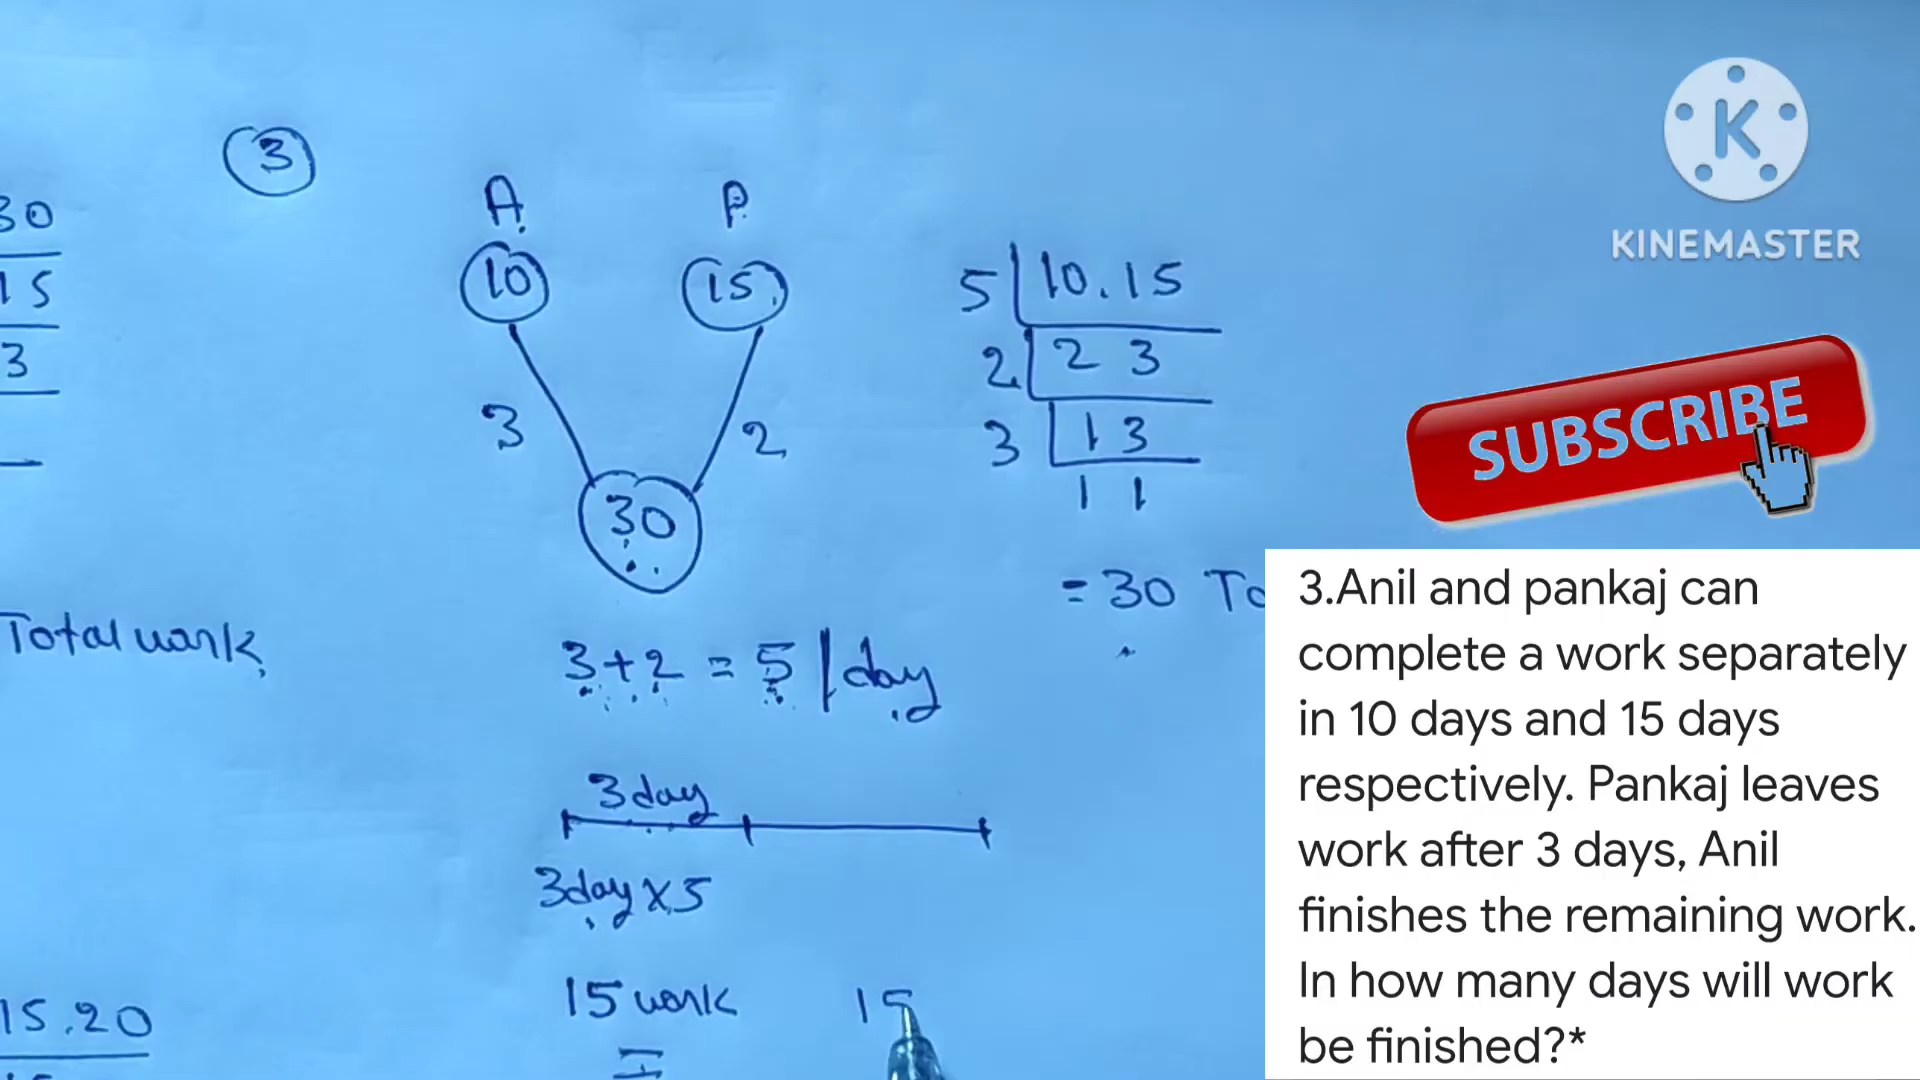 3
30
15
3
A P
10 15
3 2
30
5 10.15
2 2 3
3 1 3
1 1
= 30 To
Total work
3+2 = 5 | day
3day
3day x 5
15 work 15
15.20
KINEMASTER
SUBSCRIBE
3.Anil and pankaj can
complete a work separately
in 10 days and 15 days
respectively. Pankaj leaves
work after 3 days, Anil
finishes the remaining work.
In how many days will work
be finished?*